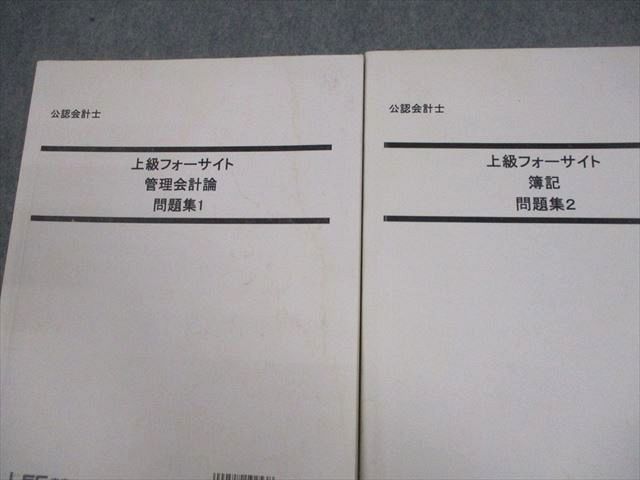 公認会計士
上級フォーサイト
管理会計論
問題集1
公認会計士
上級フォーサイト
簿記
問題集2